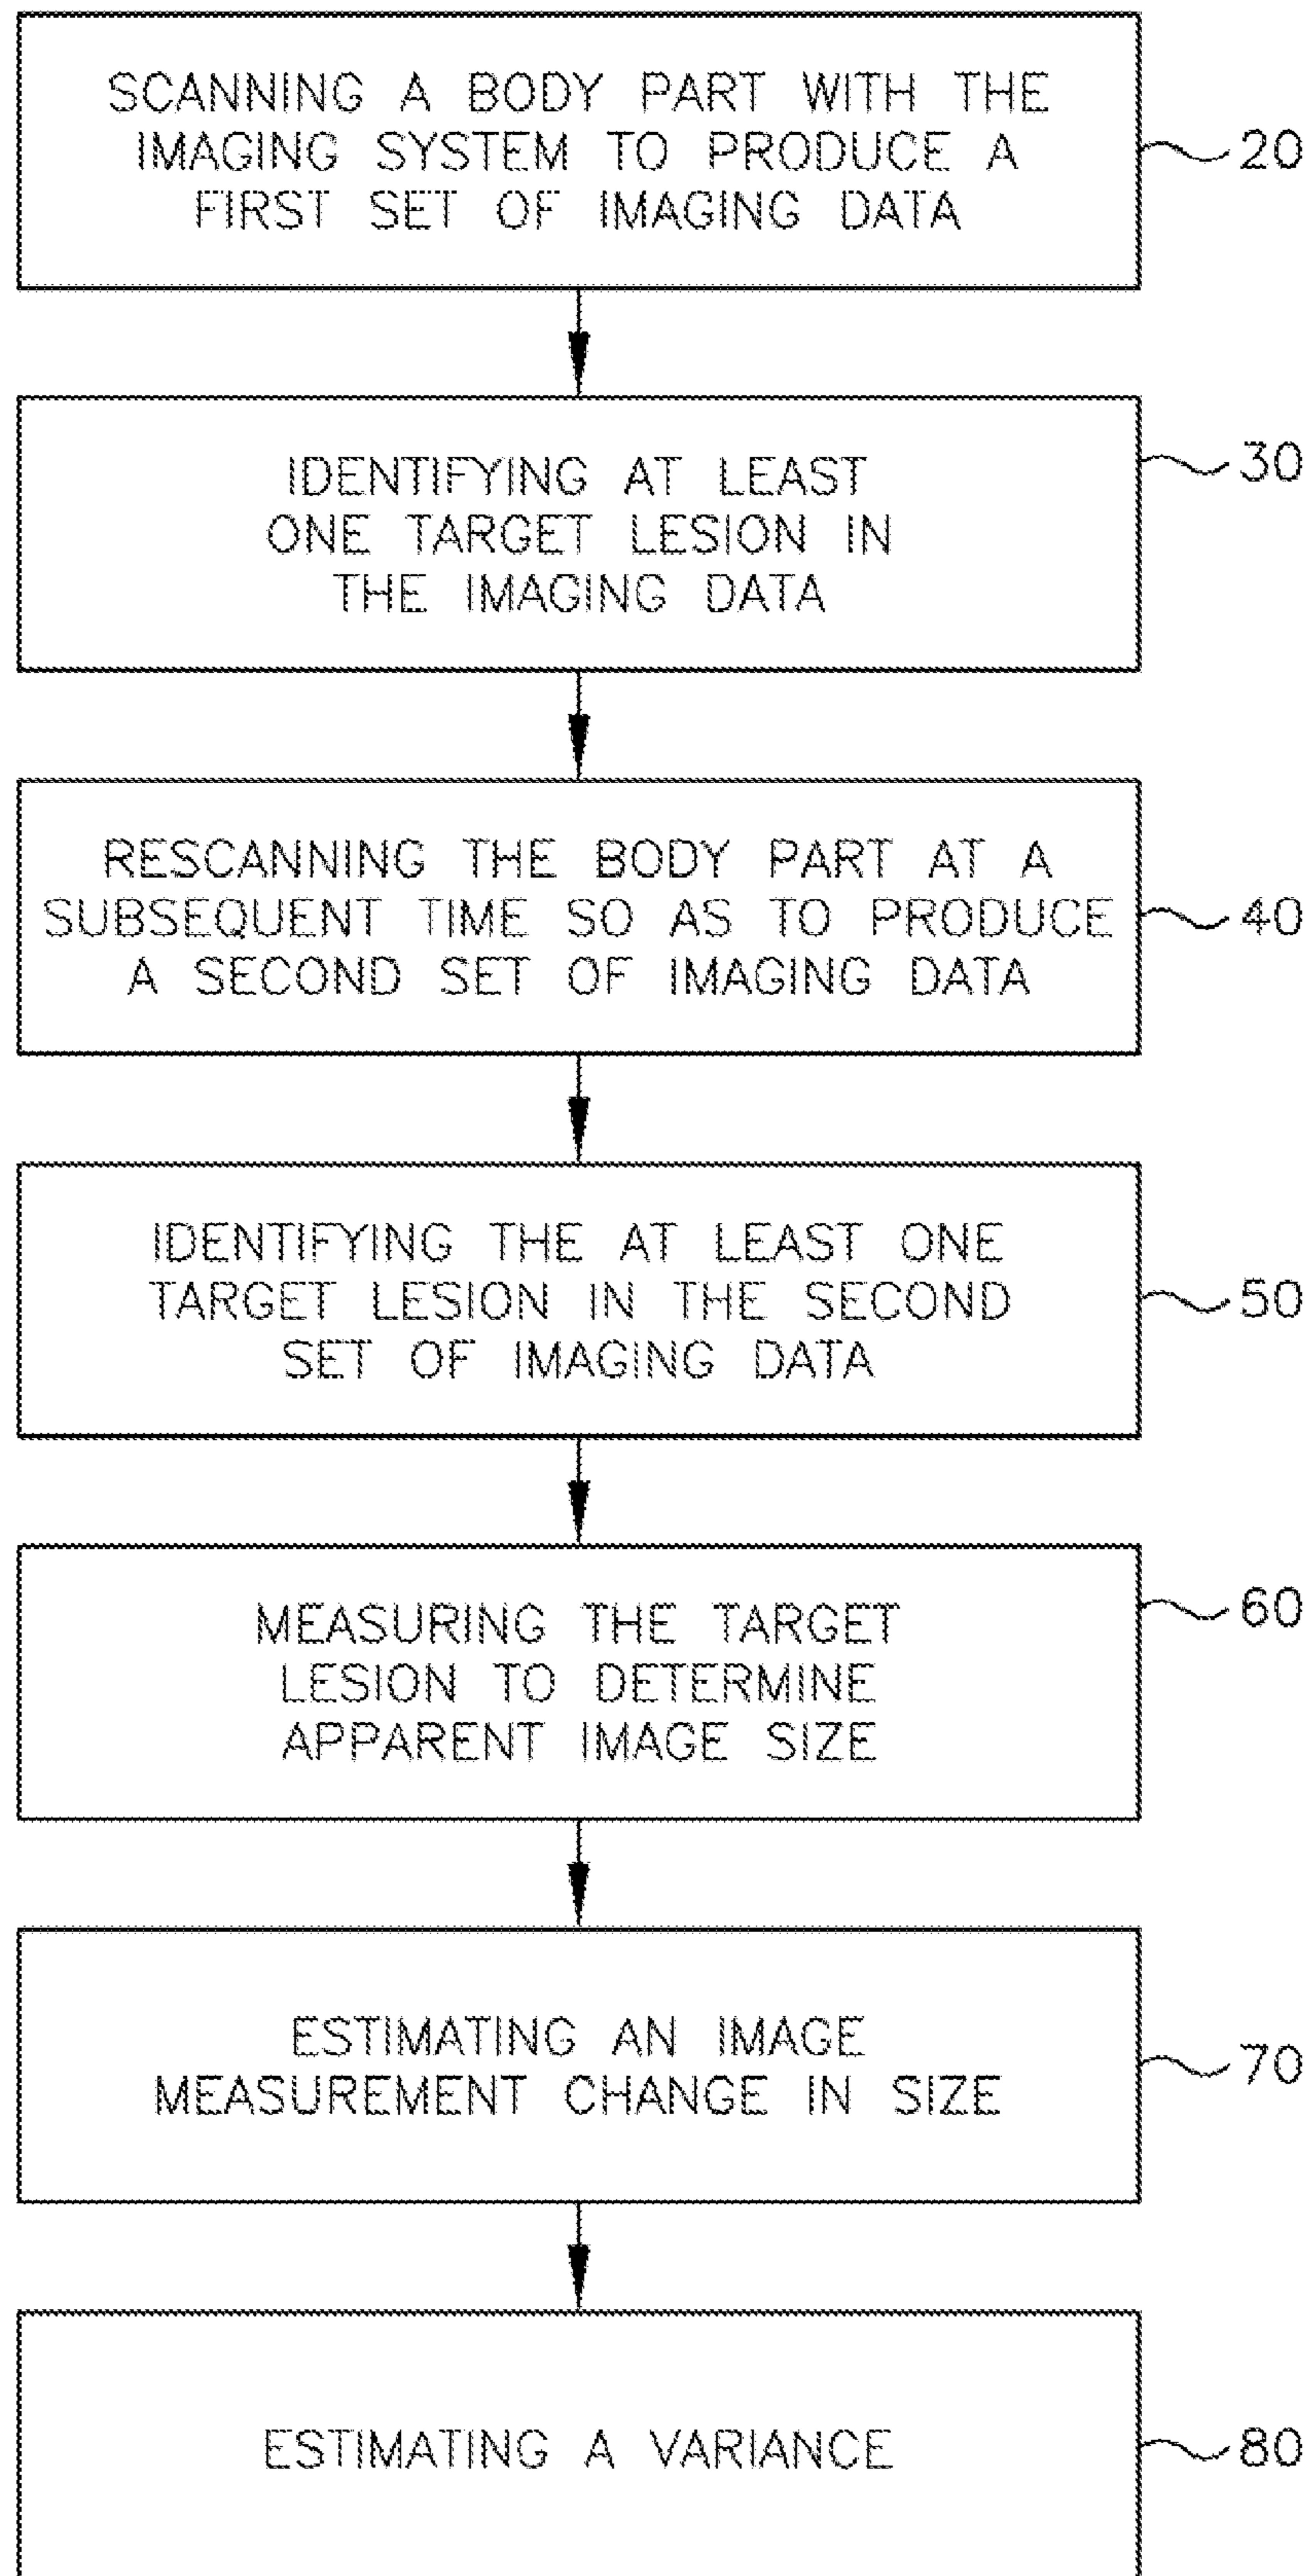 SCANNING A BODY PART WITH THE
IMAGING SYSTEM TO PRODUCE A
FIRST SET OF IMAGING DATA
20
IDENTIFYING AT LEAST
ONE TARGET LESION IN
THE IMAGING DATA
30
RESCANNING THE BODY PART AT A
SUBSEQUENT TIME SO AS TO PRODUCE
A SECOND SET OF IMAGING DATA
40
IDENTIFYING THE AT LEAST ONE
TARGET LESION IN THE SECOND
SET OF IMAGING DATA
50
MEASURING THE TARGET
LESION TO DETERMINE
APPARENT IMAGE SIZE
60
ESTIMATING AN IMAGE
MEASUREMENT CHANGE IN SIZE
70
ESTIMATING A VARIANCE
80